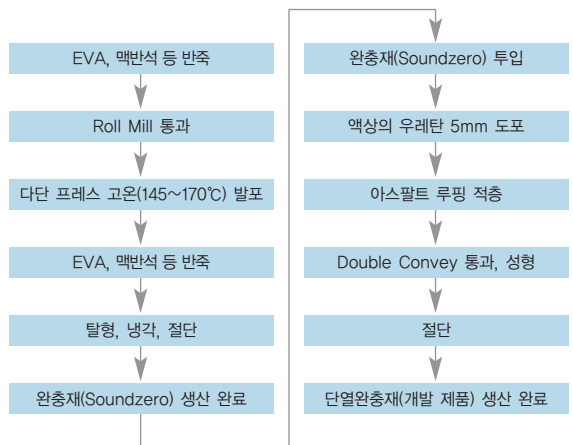 EVA, 맥반석 등 반죽
Roll Mill 통과
다단 프레스 고온(145~170℃) 발포
EVA, 맥반석 등 반죽
탈형, 냉각, 절단
완충재(Soundzero) 생산 완료
완충재(Soundzero) 투입
액상의 우레탄 5mm 도포
아스팔트 루핑 적층
Double Convey 통과, 성형
절단
단열완충재(개발 제품) 생산 완료